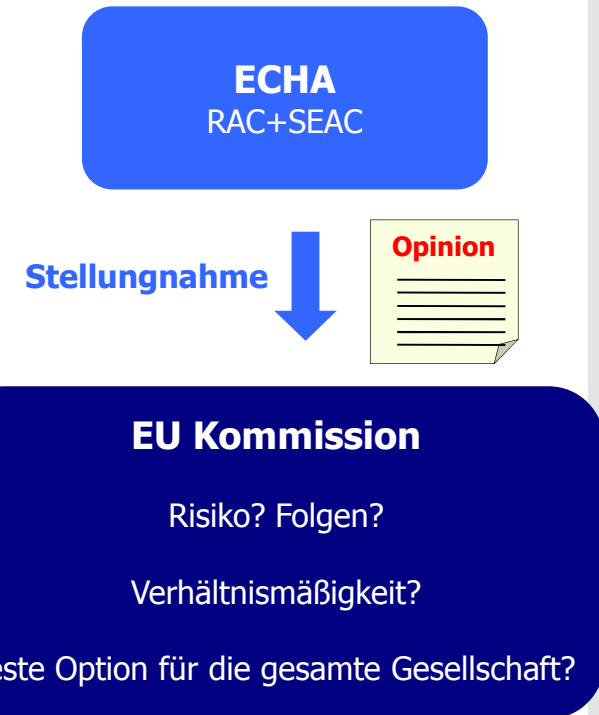 ECHA
RAC+SEAC
Stellungnahme
Opinion
EU Kommission
Risiko? Folgen?
Verhältnismäßigkeit?
este Option für die gesamte Gesellschaft?